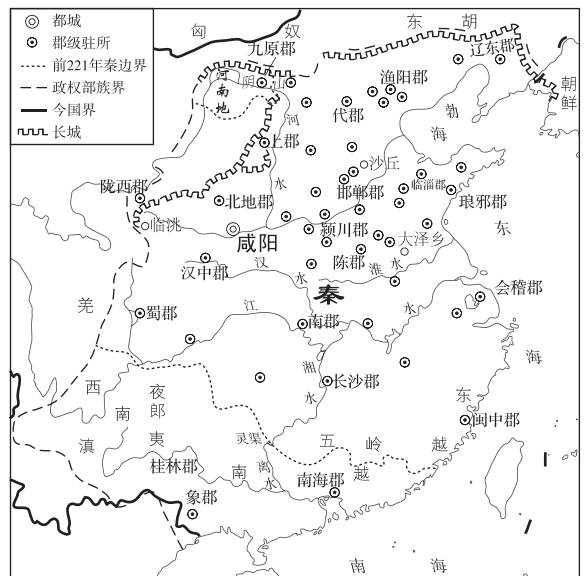 都城
郡级驻所
前221年秦边界
政权部族界
今国界
长城
匈
奴
东
胡
九原郡
辽东郡
朝
鲜
河
南
地
阴
山
渔阳郡
代郡
勃
海
河
上郡
沙丘
水
邯郸郡
临淄郡
琅邪郡
陇西郡
北地郡
临洮
咸阳
颍川郡
大泽乡
东
汉中郡
汉
水
陈郡
淮
水
秦
会稽郡
羌
蜀郡
江
南郡
水
海
湘
水
长沙郡
西
南
夷
夜
郎
滇
东
越
闽中郡
灵渠
离
水
五
岭
桂林郡
南
越
南海郡
象郡
南
海